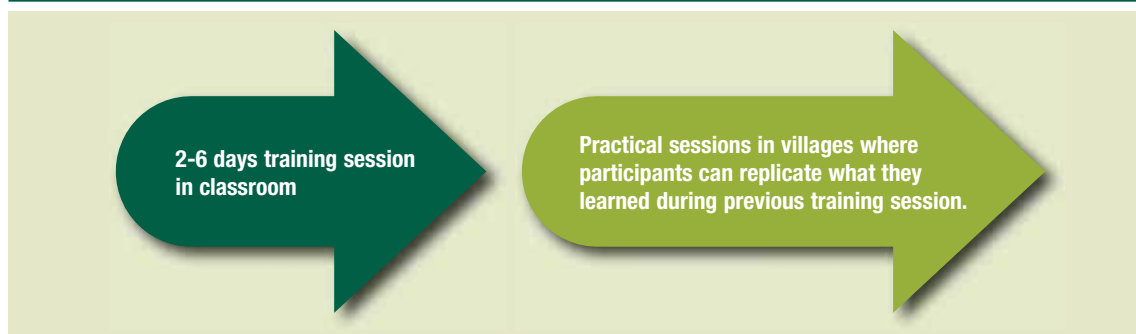 2-6 days training session
in classroom
Practical sessions in villages where
participants can replicate what they
learned during previous training session.